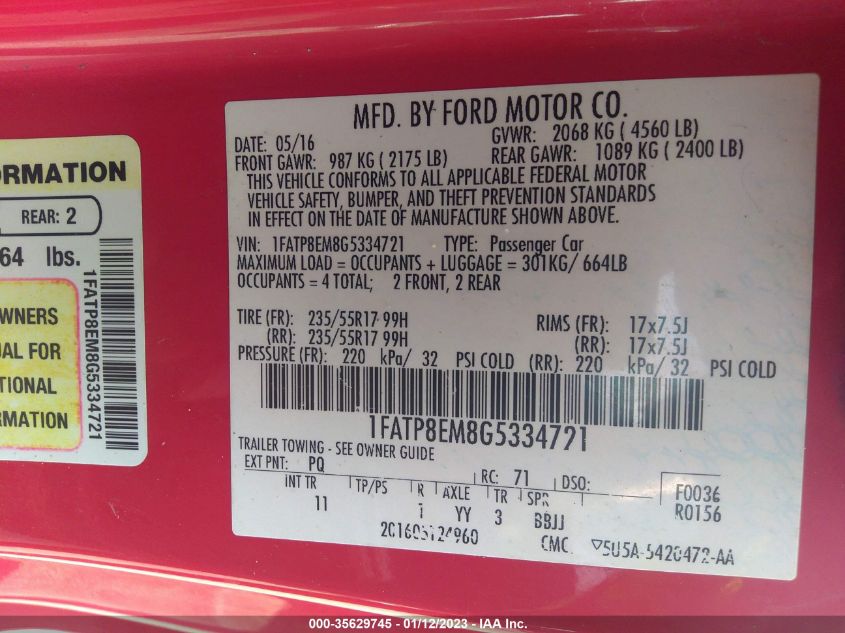 ORMATION
REAR: 2
64 lbs.
WNERS
UAL FOR
TIONAL
RMATION
1FATP8EM8G5334721
MFD. BY FORD MOTOR CO.
DATE: 05/16 GVWR: 2068 KG ( 4560 LB)
FRONT GAWR: 987 KG ( 2175 LB) REAR GAWR: 1089 KG ( 2400 LB)
THIS VEHICLE CONFORMS TO ALL APPLICABLE FEDERAL MOTOR
VEHICLE SAFETY, BUMPER, AND THEFT PREVENTION STANDARDS
IN EFFECT ON THE DATE OF MANUFACTURE SHOWN ABOVE.
VIN: 1FATP8EM8G5334721 TYPE: Passenger Car
MAXIMUM LOAD = OCCUPANTS + LUGGAGE = 301KG/ 664LB
OCCUPANTS = 4 TOTAL; 2 FRONT, 2 REAR
TIRE (FR): 235/55R17 99H RIMS (FR): 17x7.5J
(RR): 235/55R17 99H (RR): 17x7.5J
PRESSURE (FR): 220 kPa/ 32 PSI COLD (RR): 220 kPa/ 32 PSI COLD
1FATP8EM8G5334721
TRAILER TOWING - SEE OWNER GUIDE
EXT PNT: PQ RC: 71 DSO: F0036
INT TR TP/PS R AXLE TR SPR R0156
11 1 YY 3 BBJJ
CMC ▽5U5A-5420472-AA
000-35629745 - 01/12/2023 - IAA Inc.